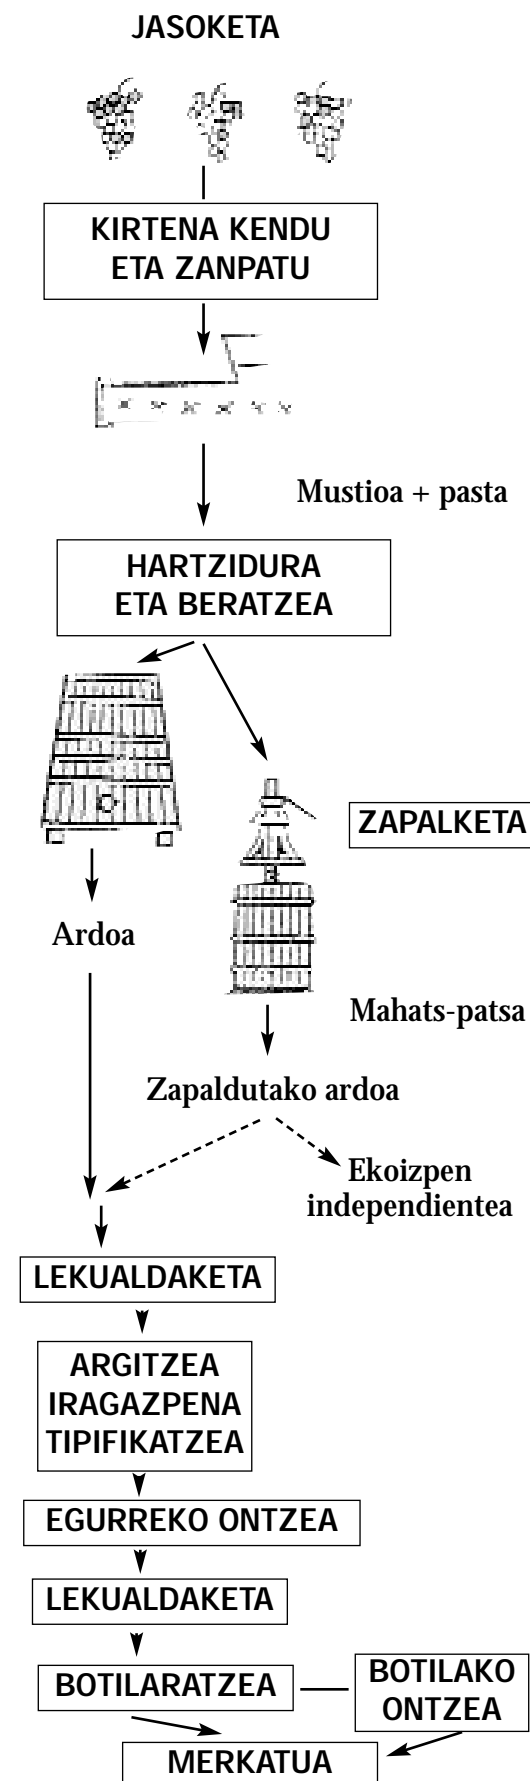 JASOKETA
KIRTENA KENDU
ETA ZANPATU
Mustioa + pasta
HARTZIDURA
ETA BERATZEA
ZAPALKETA
Ardoa
Mahats-patsa
Zapaldutako ardoa
Ekoizpen
independientea
LEKUALDAKETA
ARGITZEA
IRAGAZPENA
TIPIFIKATZEA
EGURREKO ONTZEA
LEKUALDAKETA
BOTILARATZEA
BOTILAKO
ONTZEA
MERKATUA